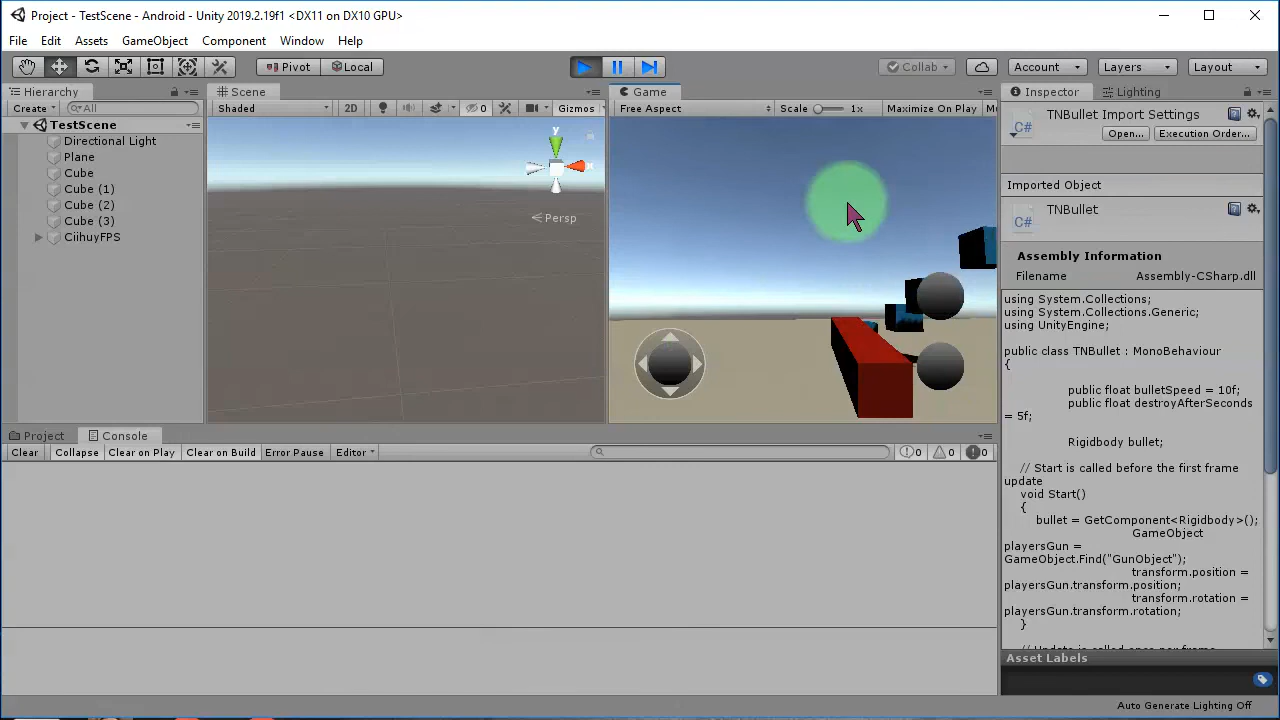 Project - TestScene - Android - Unity 2019.2.19f1 <DX11 on DX10 GPU>
File Edit Assets GameObject Component Window Help
Pivot Local Collab Account Layers Layout
Hierarchy
Create All
TestScene
Directional Light
Plane
Cube
Cube (1)
Cube (2)
Cube (3)
CiihuyFPS
Scene
Shaded 2D 0 Gizmos
y
x
Persp
Game
Free Aspect Scale 1x Maximize On Play M
Inspector Lighting
C#
TNBullet Import Settings
Open... Execution Order...
Imported Object
C#
TNBullet
Assembly Information
Filename Assembly-CSharp.dll
using System.Collections;
using System.Collections.Generic;
using UnityEngine;
public class TNBullet : MonoBehaviour
{
public float bulletSpeed = 10f;
public float destroyAfterSeconds
= 5f;
Rigidbody bullet;
// Start is called before the first frame
update
void Start()
{
bullet = GetComponent<Rigidbody>();
GameObject
playersGun =
GameObject.Find("GunObject");
transform.position =
playersGun.transform.position;
transform.rotation =
playersGun.transform.rotation;
}
// Update is called once per frame
Asset Labels
Project Console
Clear Collapse Clear on Play Clear on Build Error Pause Editor 0 0 0
Auto Generate Lighting Off